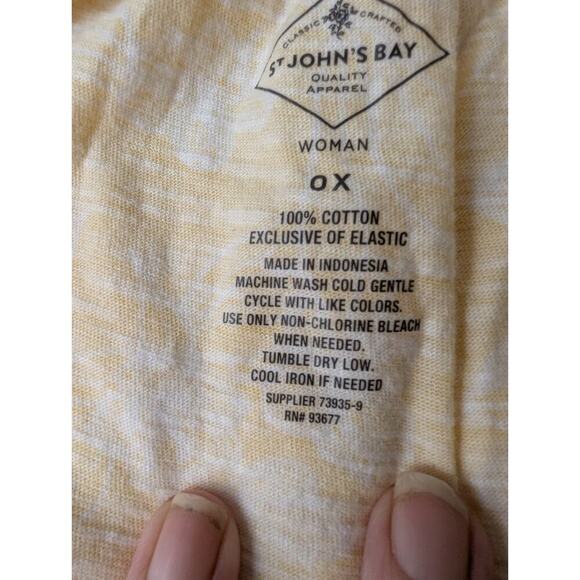 CLASSIC CRAFTED
ST JOHN'S BAY
QUALITY
APPAREL
WOMAN
0X
100% COTTON
EXCLUSIVE OF ELASTIC
MADE IN INDONESIA
MACHINE WASH COLD GENTLE
CYCLE WITH LIKE COLORS.
USE ONLY NON-CHLORINE BLEACH
WHEN NEEDED.
TUMBLE DRY LOW.
COOL IRON IF NEEDED
SUPPLIER 73935-9
RN# 93677